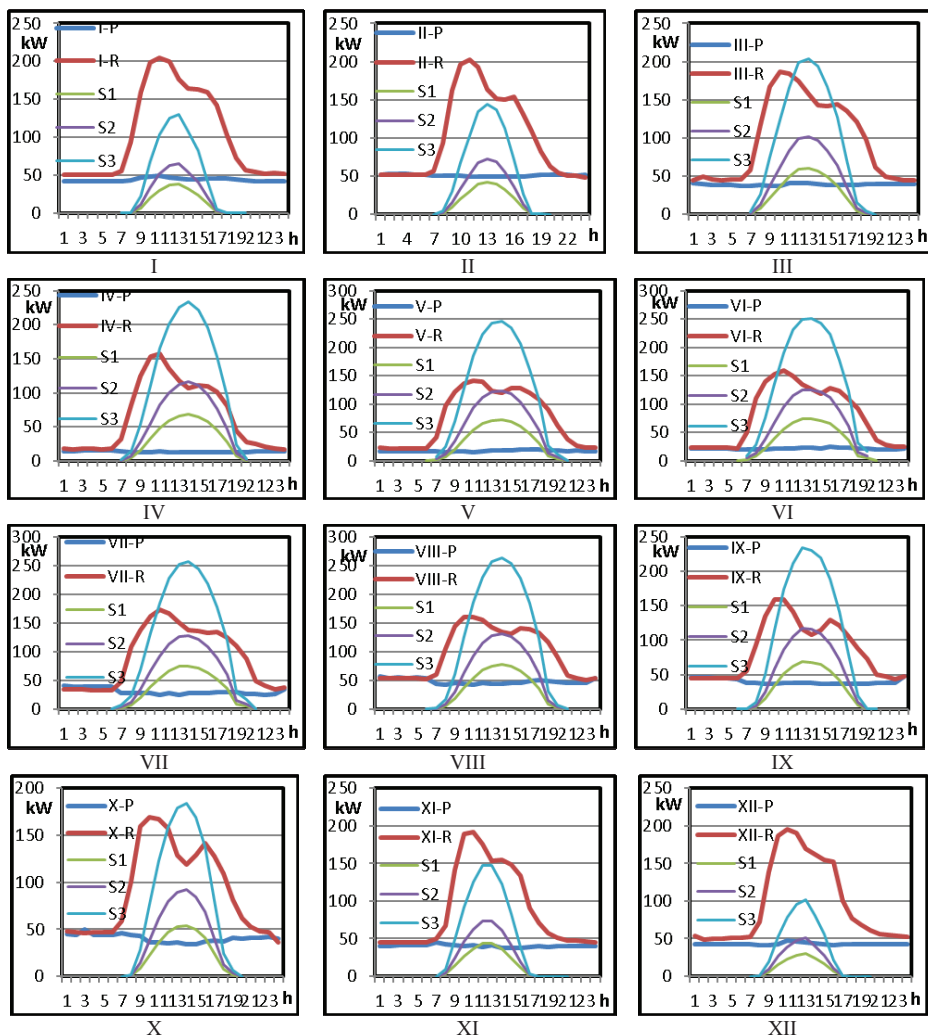 250 I-P
kW
200 I-R
150 S1
100 S2
50 S3
0
1 3 5 7 9 11 13 15 17 19 21 23 h
I
250 II-P
kW
200 II-R
150 S1
100 S2
50 S3
0
1 4 7 10 13 16 19 22 h
II
250
kW III-P
200 III-R
150 S1
100 S2
50 S3
0
1 3 5 7 9 11 13 15 17 19 21 23 h
III
250 IV-P
kW
200 IV-R
150 S1
100 S2
50 S3
0
1 3 5 7 9 11 13 15 17 19 21 23 h
IV
300 V-P
kW
250 V-R
200 S1
150 S2
100 S3
50
0
1 3 5 7 9 11 13 15 17 19 21 23 h
V
300 VI-P
kW
250 VI-R
200 S1
150 S2
100 S3
50
0
1 3 5 7 9 11 13 15 17 19 21 23 h
VI
300 VII-P
kW
250 VII-R
200 S1
150 S2
100 S3
50
0
1 3 5 7 9 11 13 15 17 19 21 23 h
VII
300 VIII-P
kW
250 VIII-R
200 S1
150 S2
100 S3
50
0
1 3 5 7 9 11 13 15 17 19 21 23 h
VIII
250 IX-P
kW
200 IX-R
150 S1
100 S2
50 S3
0
1 3 5 7 9 11 13 15 17 19 21 23 h
IX
200 X-P
kW
150 X-R
100 S1
50 S2
0 S3
1 3 5 7 9 11 13 15 17 19 21 23 h
X
250 XI-P
kW
200 XI-R
150 S1
100 S2
50 S3
0
1 3 5 7 9 11 13 15 17 19 21 23 h
XI
250 XII-P
kW
200 XII-R
150 S1
100 S2
50 S3
0
1 3 5 7 9 11 13 15 17 19 21 23 h
XII